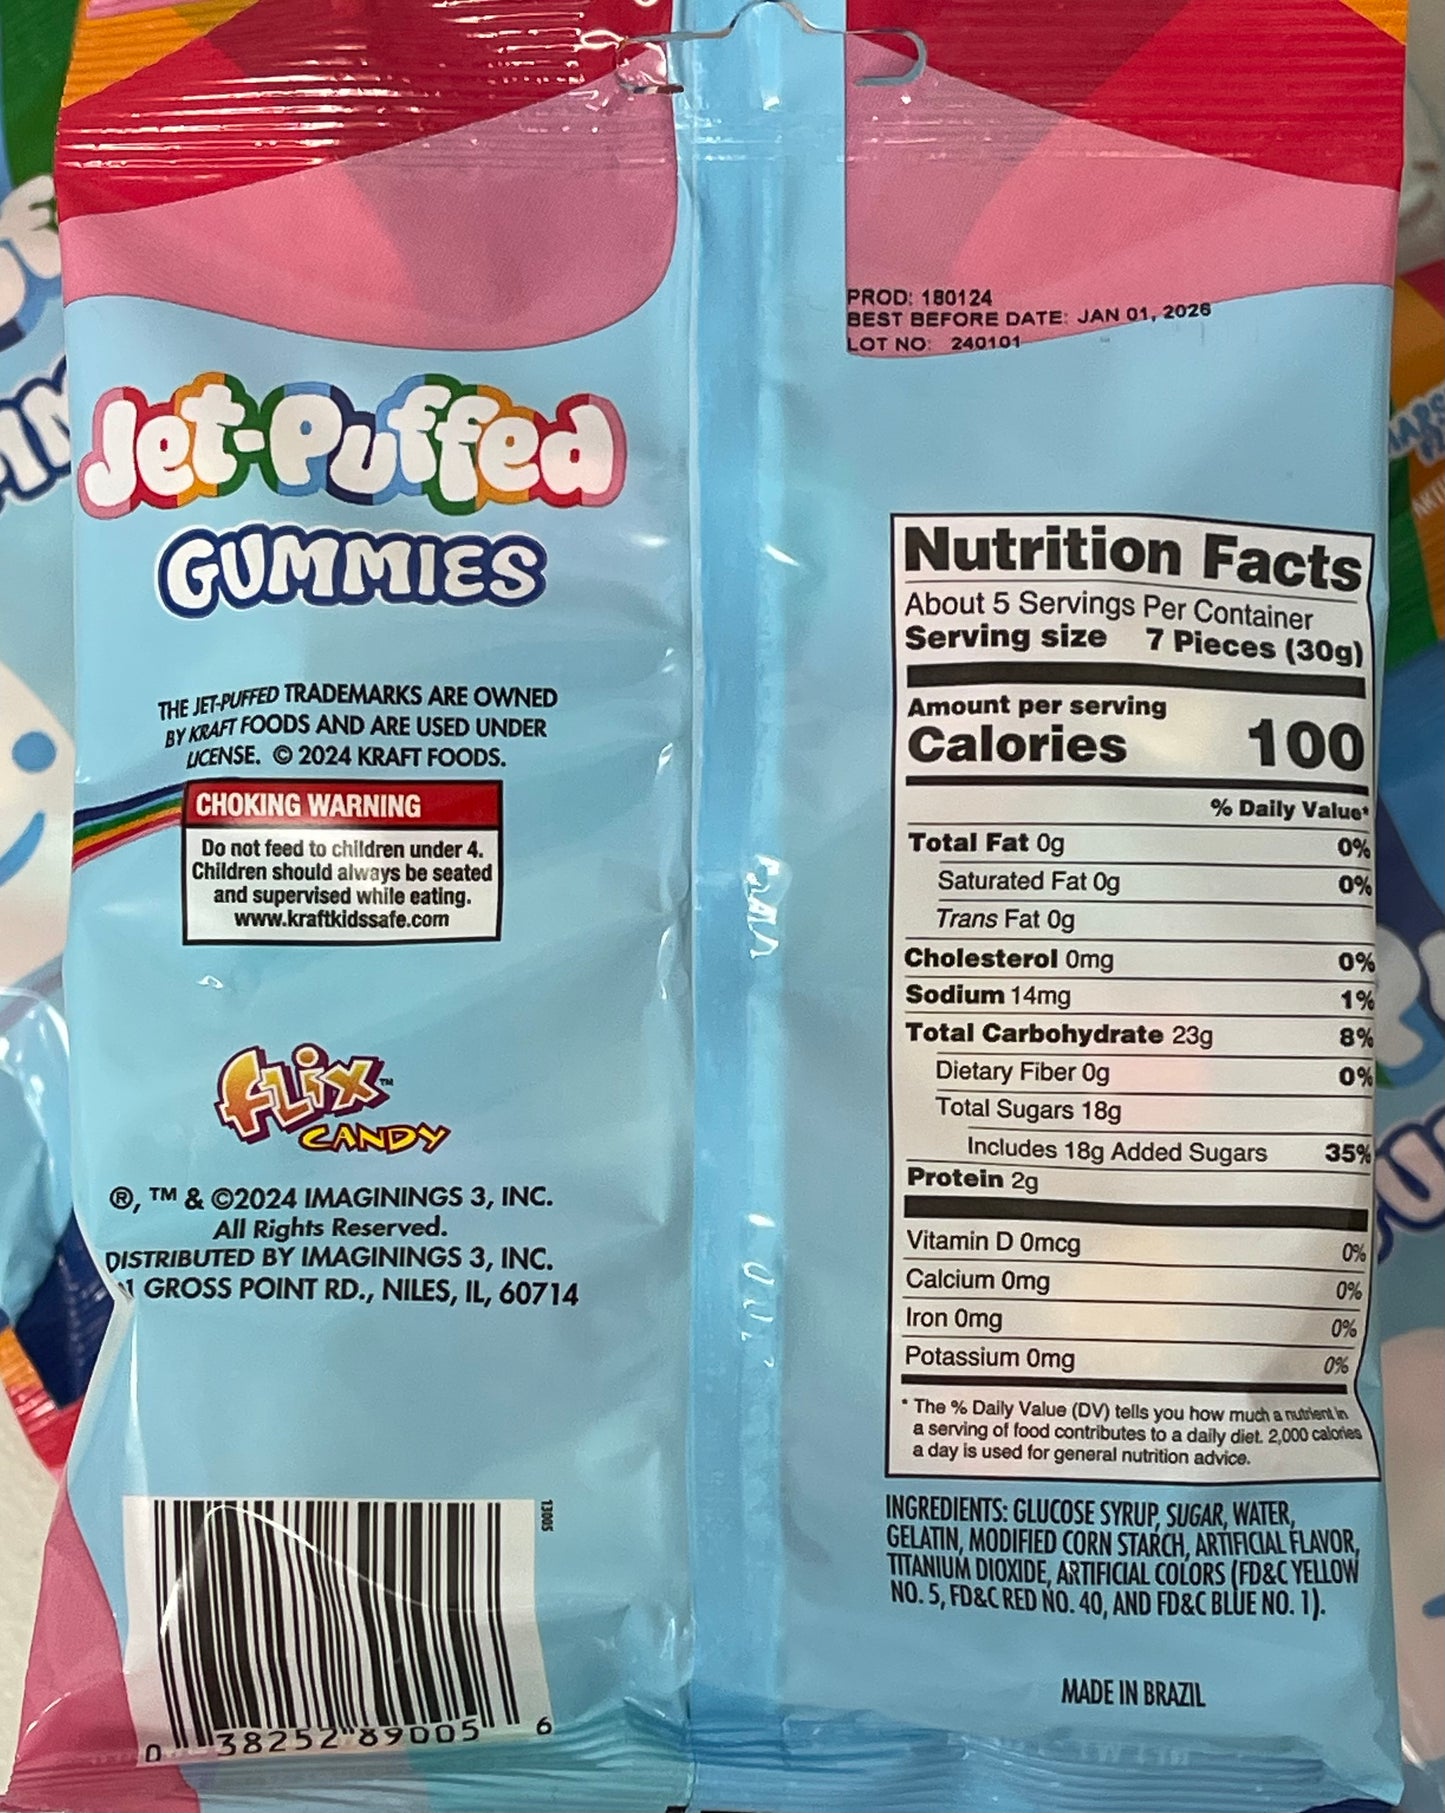 PROD: 180124
BEST BEFORE DATE: JAN 01, 2026
LOT NO: 240101
Jet-Puffed
GUMMIES
THE JET-PUFFED TRADEMARKS ARE OWNED
BY KRAFT FOODS AND ARE USED UNDER
LICENSE. © 2024 KRAFT FOODS.
CHOKING WARNING
Do not feed to children under 4.
Children should always be seated
and supervised while eating.
www.kraftkidssafe.com
FLIX™
CANDY
®, ™ & ©2024 IMAGININGS 3, INC.
All Rights Reserved.
DISTRIBUTED BY IMAGININGS 3, INC.
GROSS POINT RD., NILES, IL, 60714
13005
0 38252 89005 6
Nutrition Facts
About 5 Servings Per Container
Serving size 7 Pieces (30g)
Amount per serving
Calories 100
% Daily Value*
Total Fat 0g 0%
Saturated Fat 0g 0%
Trans Fat 0g
Cholesterol 0mg 0%
Sodium 14mg 1%
Total Carbohydrate 23g 8%
Dietary Fiber 0g 0%
Total Sugars 18g
Includes 18g Added Sugars 35%
Protein 2g
Vitamin D 0mcg 0%
Calcium 0mg 0%
Iron 0mg 0%
Potassium 0mg 0%
* The % Daily Value (DV) tells you how much a nutrient in
a serving of food contributes to a daily diet. 2,000 calories
a day is used for general nutrition advice.
INGREDIENTS: GLUCOSE SYRUP, SUGAR, WATER,
GELATIN, MODIFIED CORN STARCH, ARTIFICIAL FLAVOR,
TITANIUM DIOXIDE, ARTIFICIAL COLORS (FD&C YELLOW
NO. 5, FD&C RED NO. 40, AND FD&C BLUE NO. 1).
MADE IN BRAZIL